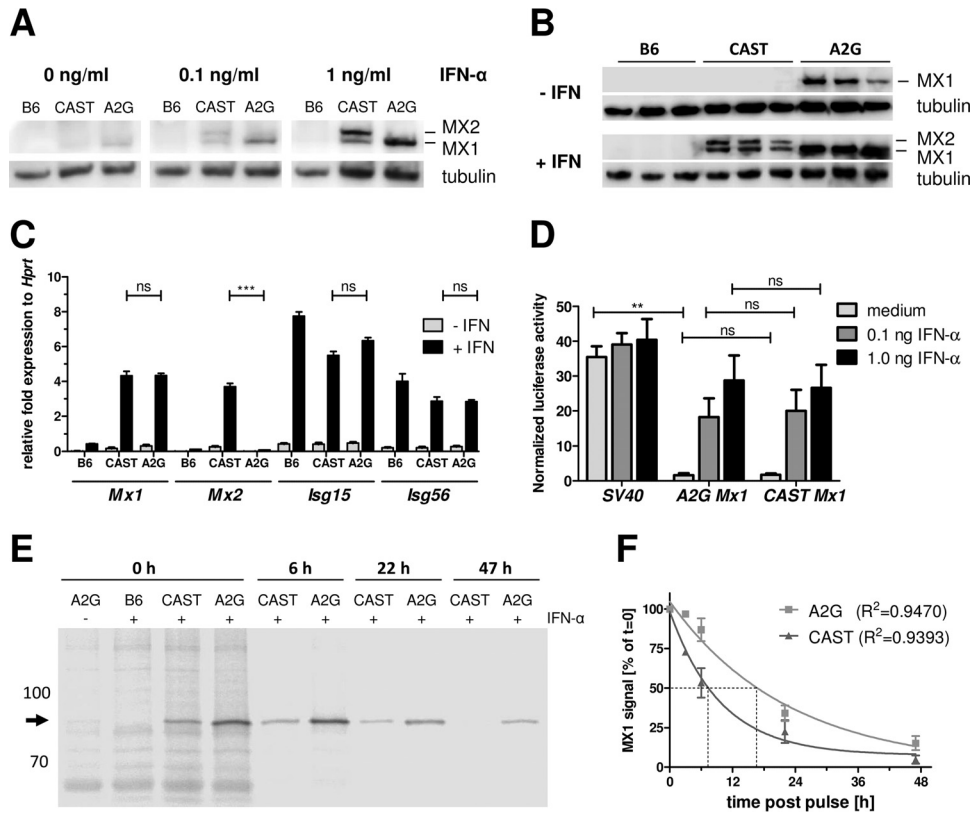 A
0 ng/ml 0.1 ng/ml 1 ng/ml IFN-α
B6 CAST A2G B6 CAST A2G B6 CAST A2G
MX2
MX1
tubulin
B
B6 CAST A2G
- IFN
MX1
tubulin
+ IFN
MX2
MX1
tubulin
C
relative fold expression to Hprt
10
8
6
4
2
0
ns *** ns ns
- IFN
+ IFN
B6 CAST A2G B6 CAST A2G B6 CAST A2G B6 CAST A2G
Mx1 Mx2 Isg15 Isg56
D
Normalized luciferase activity
50
40
30
20
10
0
**
ns
ns
ns
medium
0.1 ng IFN-α
1.0 ng IFN-α
SV40 A2G Mx1 CAST Mx1
E
0 h 6 h 22 h 47 h
A2G B6 CAST A2G CAST A2G CAST A2G CAST A2G
- + + + + + + + + + IFN-α
100
70
F
MX1 signal [% of t=0]
100
75
50
25
0
A2G (R²=0.9470)
CAST (R²=0.9393)
0 12 24 36 48
time post pulse [h]